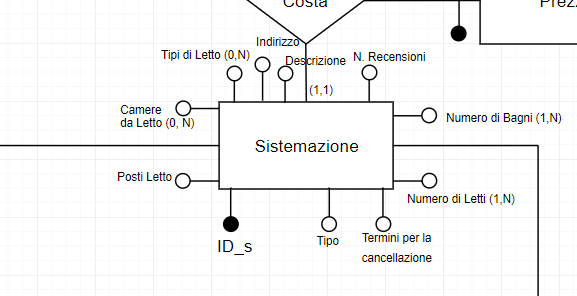 Costa
Prez
Indirizzo
Tipi di Letto (0,N)
Descrizione
N. Recensioni
(1,1)
Camere
da Letto (0, N)
Numero di Bagni (1,N)
Sistemazione
Posti Letto
Numero di Letti (1,N)
ID_s
Tipo
Termini per la
cancellazione